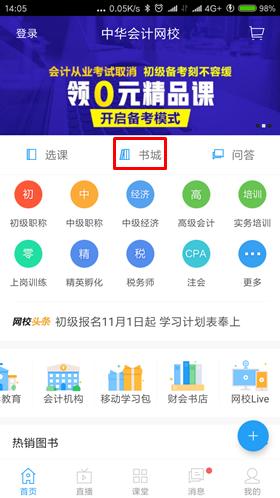 14:05 ... 0.05K/s 4G+
登录 中华会计网校
会计从业考试取消 初级备考刻不容缓
领0元精品课
开启备考模式
选课 书城 问答
初 中 经济 高 培训
初级职称 中级职称 中级经济 高级会计 实务培训
零 精 税 CPA
上岗训练 精英孵化 税务师 注会 更多
网校头条 初级报名11月1日起 学习计划表奉上
教育 会计机构 移动学习包 财会书店 网校Live
热销图书
首页 直播 课堂 消息 我的